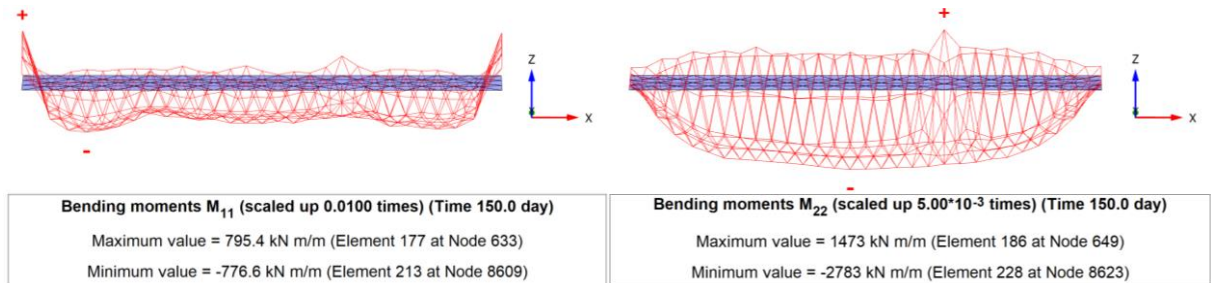 +
Z
X
-
+
Z
X
-
Bending moments M₁₁ (scaled up 0.0100 times) (Time 150.0 day)
Maximum value = 795.4 kN m/m (Element 177 at Node 633)
Minimum value = -776.6 kN m/m (Element 213 at Node 8609)
Bending moments M₂₂ (scaled up 5.00*10⁻³ times) (Time 150.0 day)
Maximum value = 1473 kN m/m (Element 186 at Node 649)
Minimum value = -2783 kN m/m (Element 228 at Node 8623)